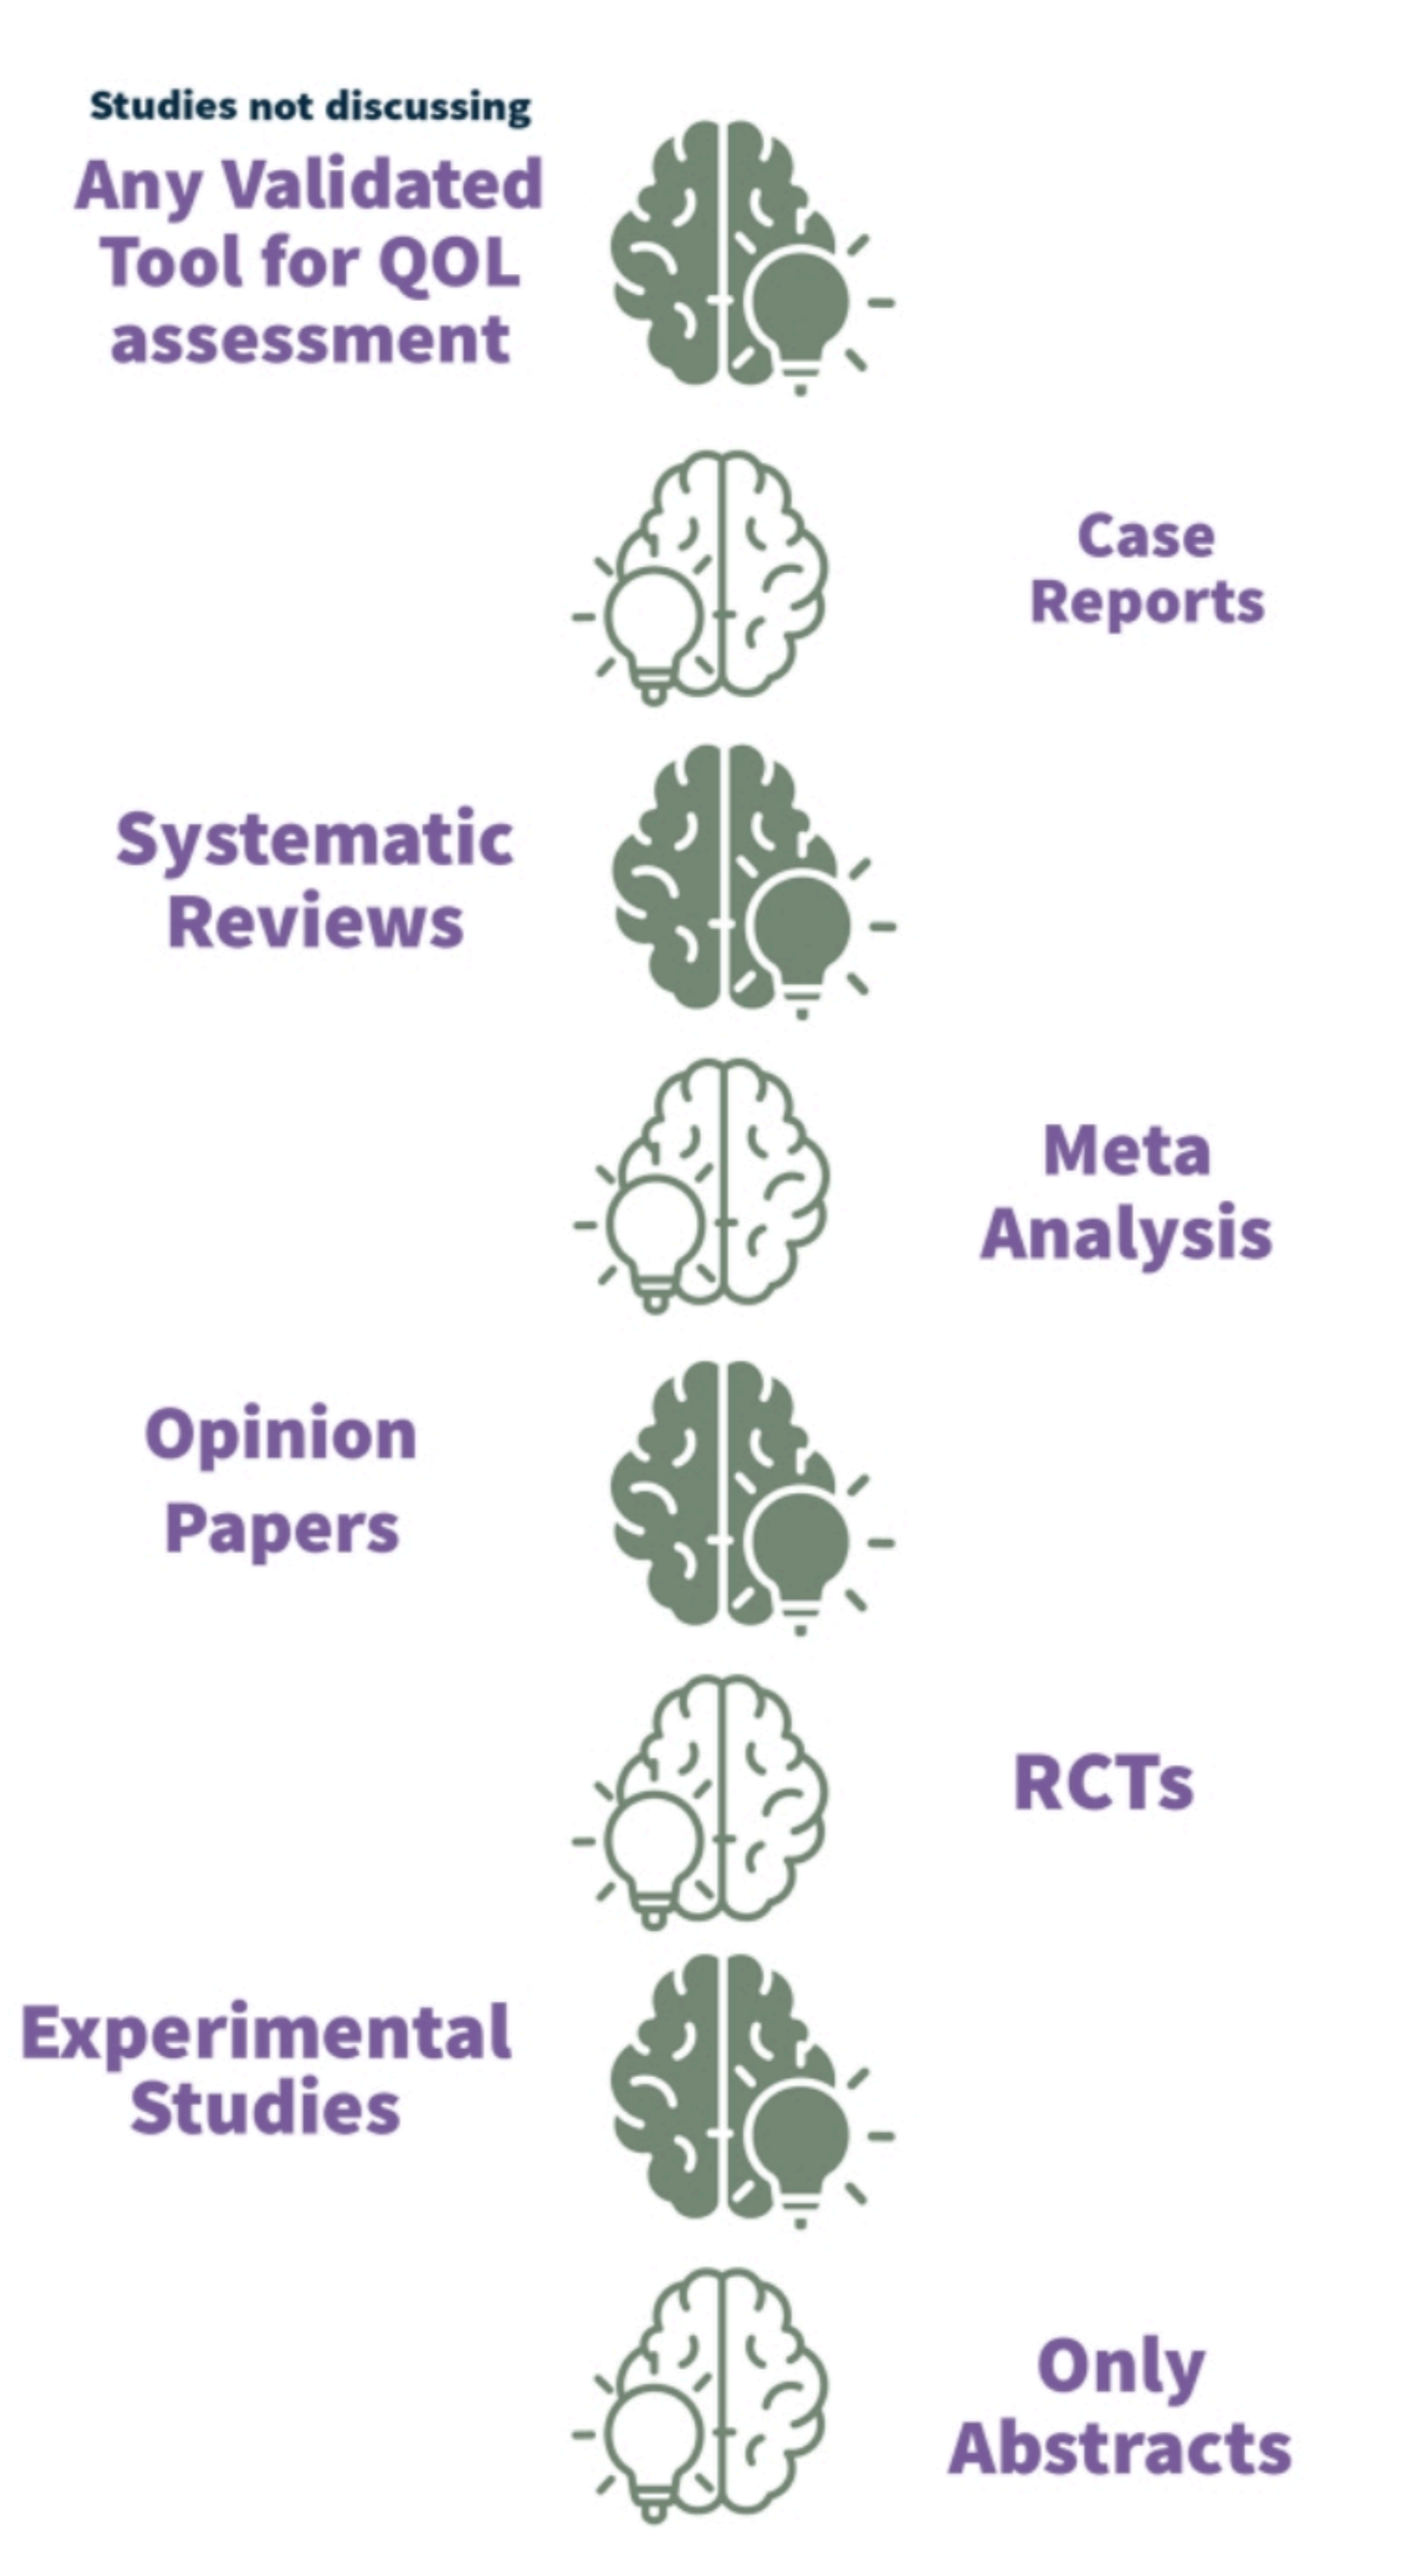 Studies not discussing
Any Validated
Tool for QOL
assessment
Case
Reports
Systematic
Reviews
Meta
Analysis
Opinion
Papers
RCTs
Experimental
Studies
Only
Abstracts